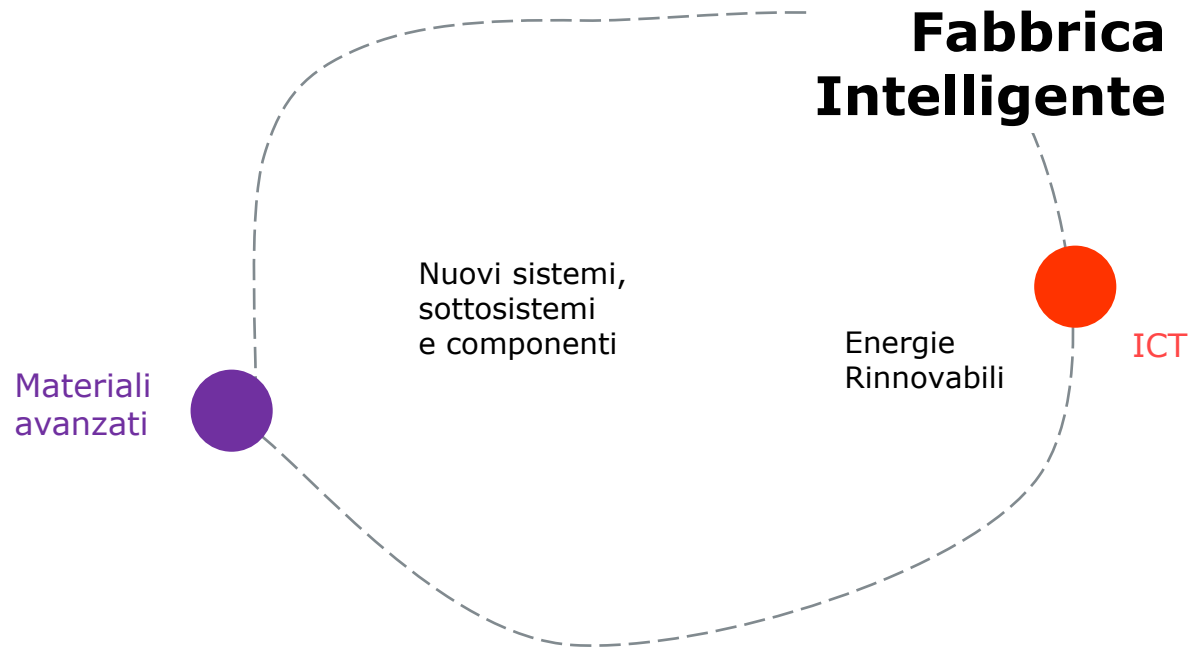 Fabbrica
Intelligente
Nuovi sistemi,
sottosistemi
e componenti
Energie
Rinnovabili
ICT
Materiali
avanzati